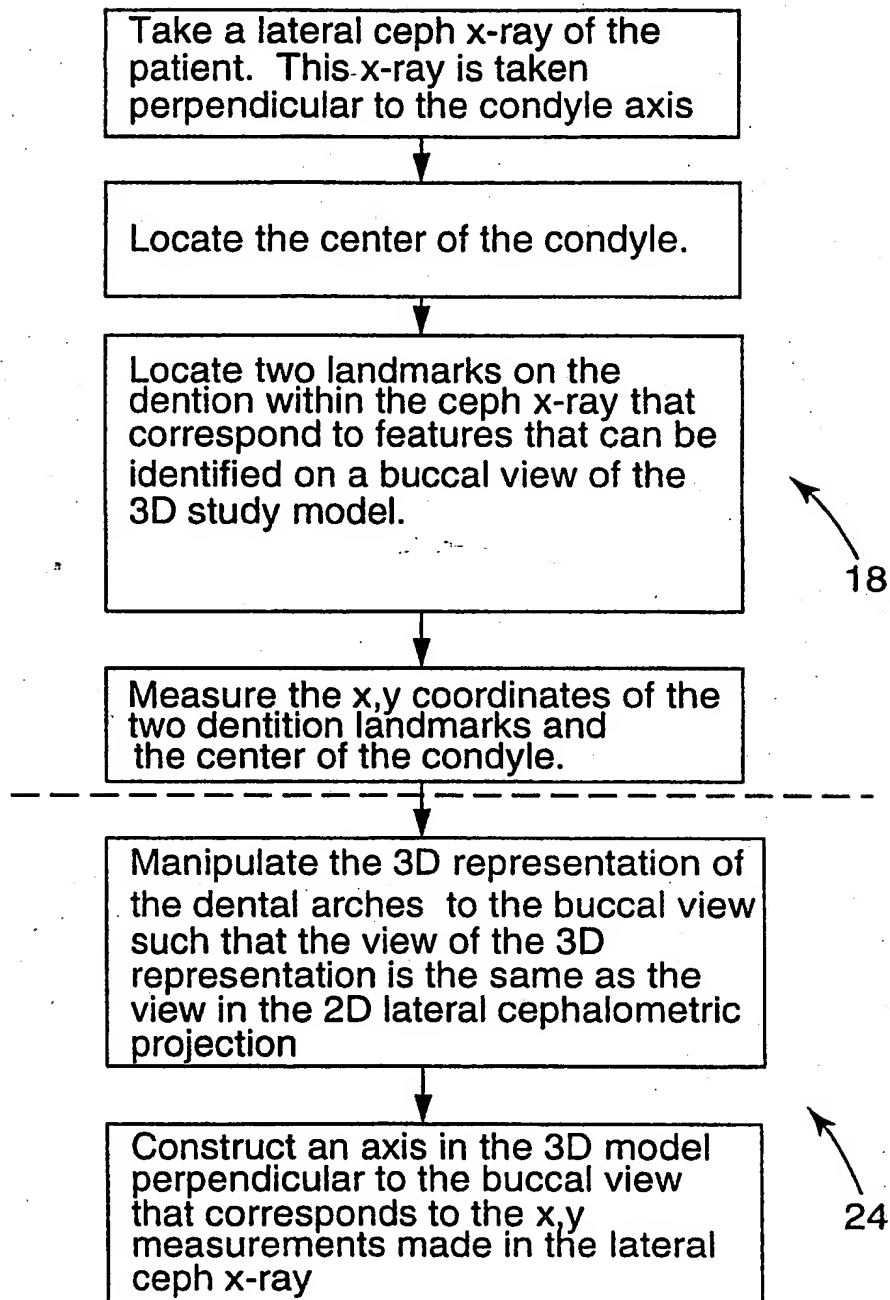 Take a lateral ceph x-ray of the
patient. This x-ray is taken
perpendicular to the condyle axis
Locate the center of the condyle.
Locate two landmarks on the
dention within the ceph x-ray that
correspond to features that can be
identified on a buccal view of the
3D study model.
18
Measure the x,y coordinates of the
two dentition landmarks and
the center of the condyle.
Manipulate the 3D representation of
the dental arches to the buccal view
such that the view of the 3D
representation is the same as the
view in the 2D lateral cephalometric
projection
Construct an axis in the 3D model
perpendicular to the buccal view
that corresponds to the x,y
measurements made in the lateral
ceph x-ray
24